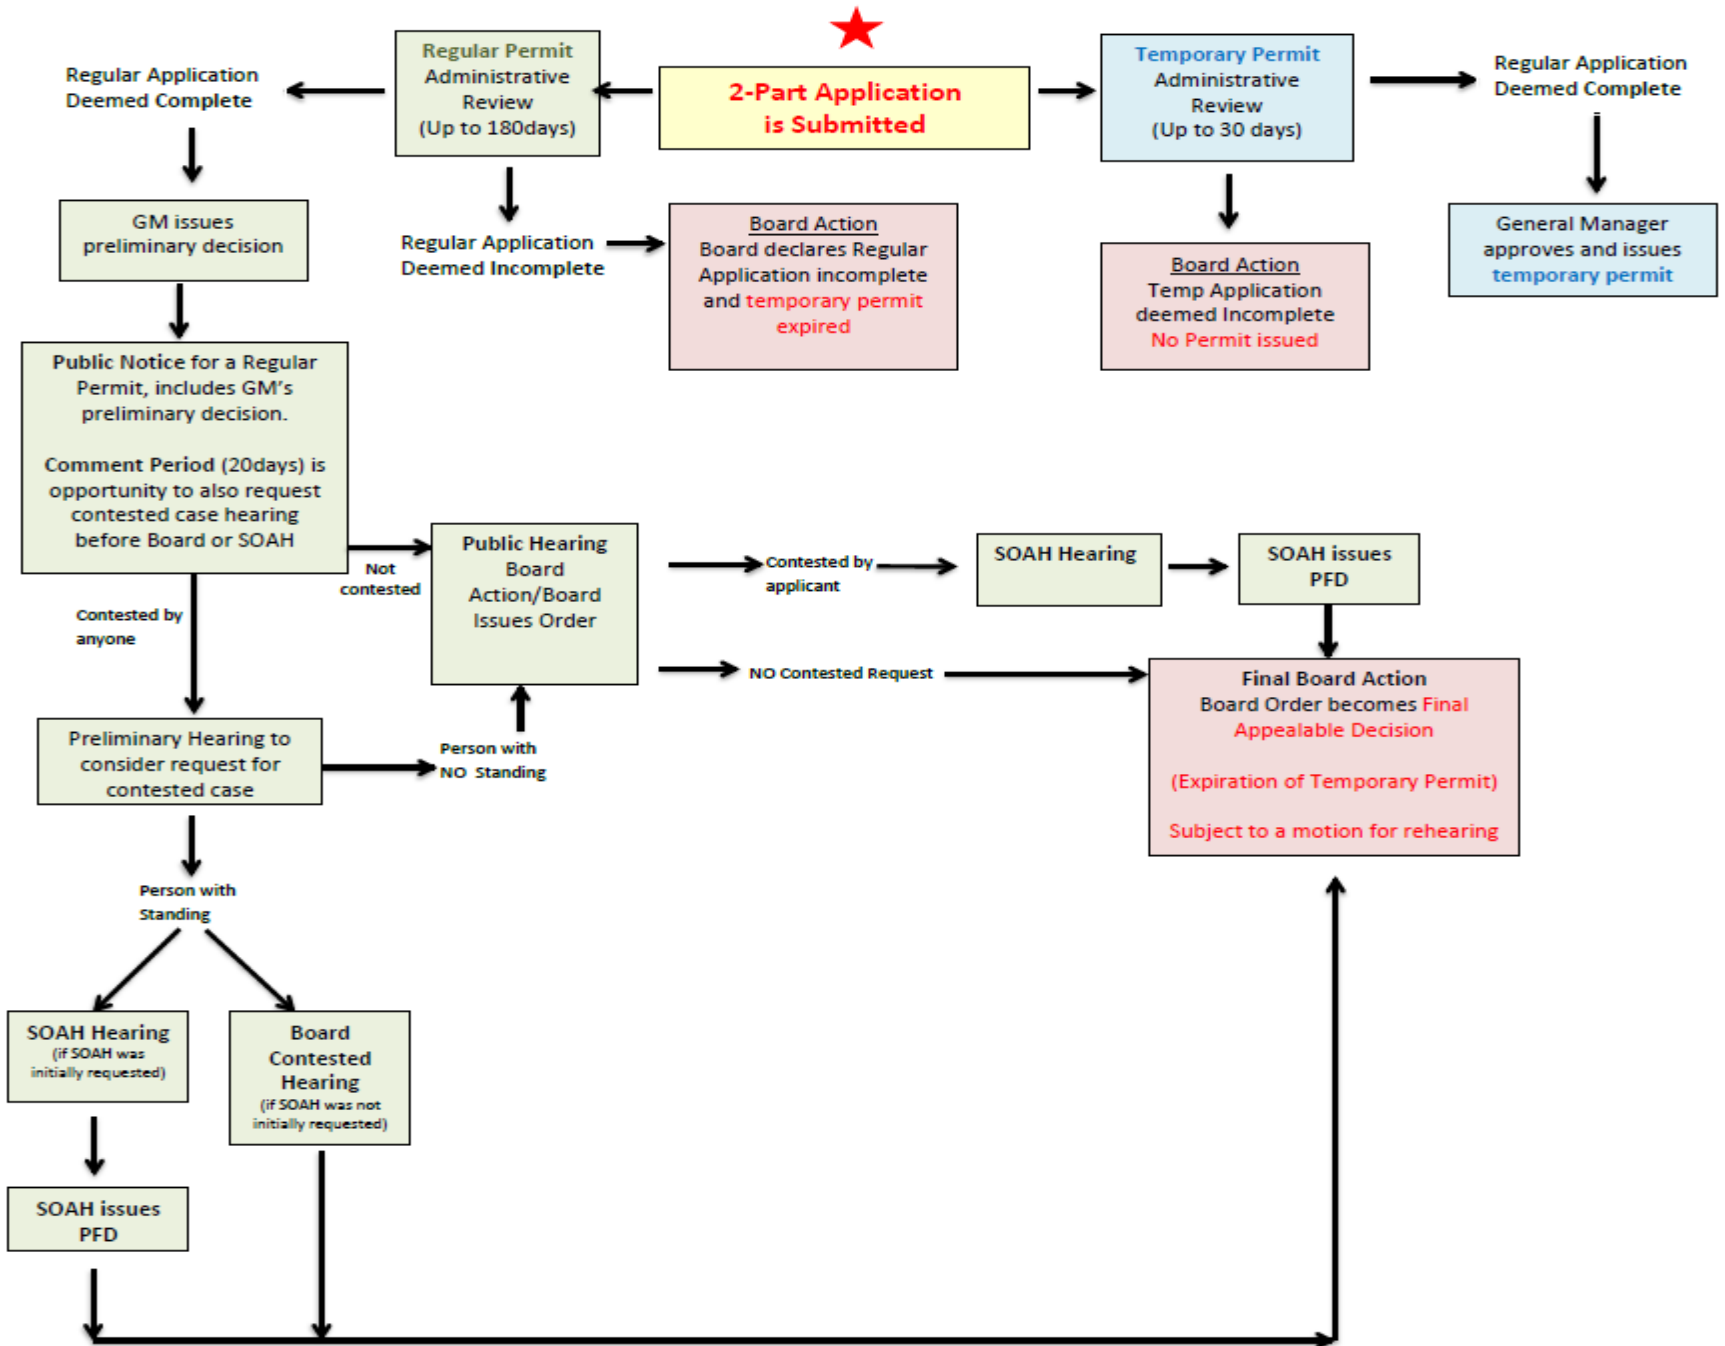 2-Part Application
is Submitted
Regular Permit
Administrative
Review
(Up to 180days)
Regular Application
Deemed Complete
Temporary Permit
Administrative
Review
(Up to 30 days)
Regular Application
Deemed Complete
GM issues
preliminary decision
Regular Application
Deemed Incomplete
Board Action
Board declares Regular
Application incomplete
and temporary permit
expired
Board Action
Temp Application
deemed Incomplete
No Permit issued
General Manager
approves and issues
temporary permit
Public Notice for a Regular
Permit, includes GM's
preliminary decision.
Comment Period (20days) is
opportunity to also request
contested case hearing
before Board or SOAH
Not
contested
Contested by
anyone
Public Hearing
Board
Action/Board
Issues Order
Contested by
applicant
SOAH Hearing
SOAH issues
PFD
NO Contested Request
Final Board Action
Board Order becomes Final
Appealable Decision
(Expiration of Temporary Permit)
Subject to a motion for rehearing
Preliminary Hearing to
consider request for
contested case
Person with
NO Standing
Person with
Standing
SOAH Hearing
(if SOAH was
initially requested)
Board
Contested
Hearing
(if SOAH was not
initially requested)
SOAH issues
PFD